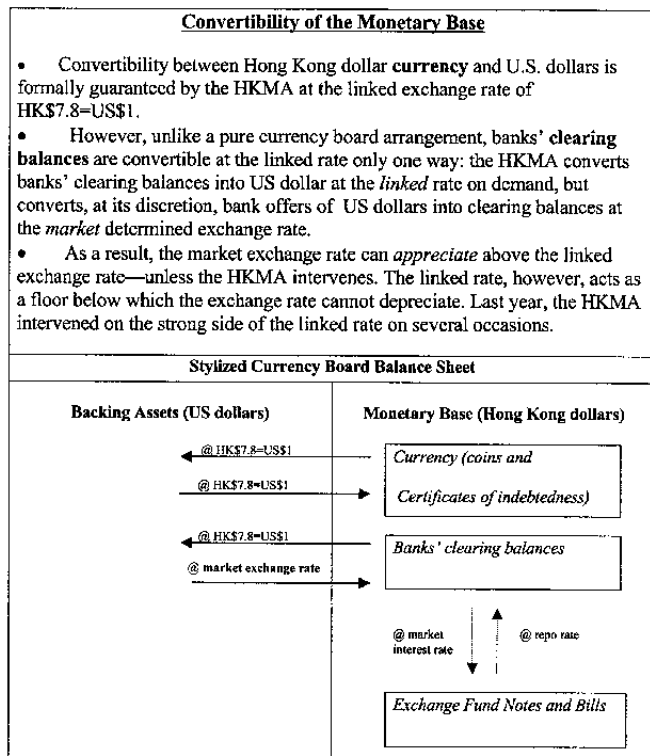 Convertibility of the Monetary Base
• Convertibility between Hong Kong dollar currency and U.S. dollars is
formally guaranteed by the HKMA at the linked exchange rate of
HK$7.8=US$1.
• However, unlike a pure currency board arrangement, banks' clearing
balances are convertible at the linked rate only one way: the HKMA converts
banks' clearing balances into US dollar at the linked rate on demand, but
converts, at its discretion, bank offers of US dollars into clearing balances at
the market determined exchange rate.
• As a result, the market exchange rate can appreciate above the linked
exchange rate—unless the HKMA intervenes. The linked rate, however, acts as
a floor below which the exchange rate cannot depreciate. Last year, the HKMA
intervened on the strong side of the linked rate on several occasions.
Stylized Currency Board Balance Sheet
Backing Assets (US dollars)
Monetary Base (Hong Kong dollars)
@ HK$7.8=US$1
Currency (coins and
@ HK$7.8=US$1
Certificates of indebtedness)
@ HK$7.8=US$1
Banks' clearing balances
@ market exchange rate
@ market
interest rate
@ repo rate
Exchange Fund Notes and Bills